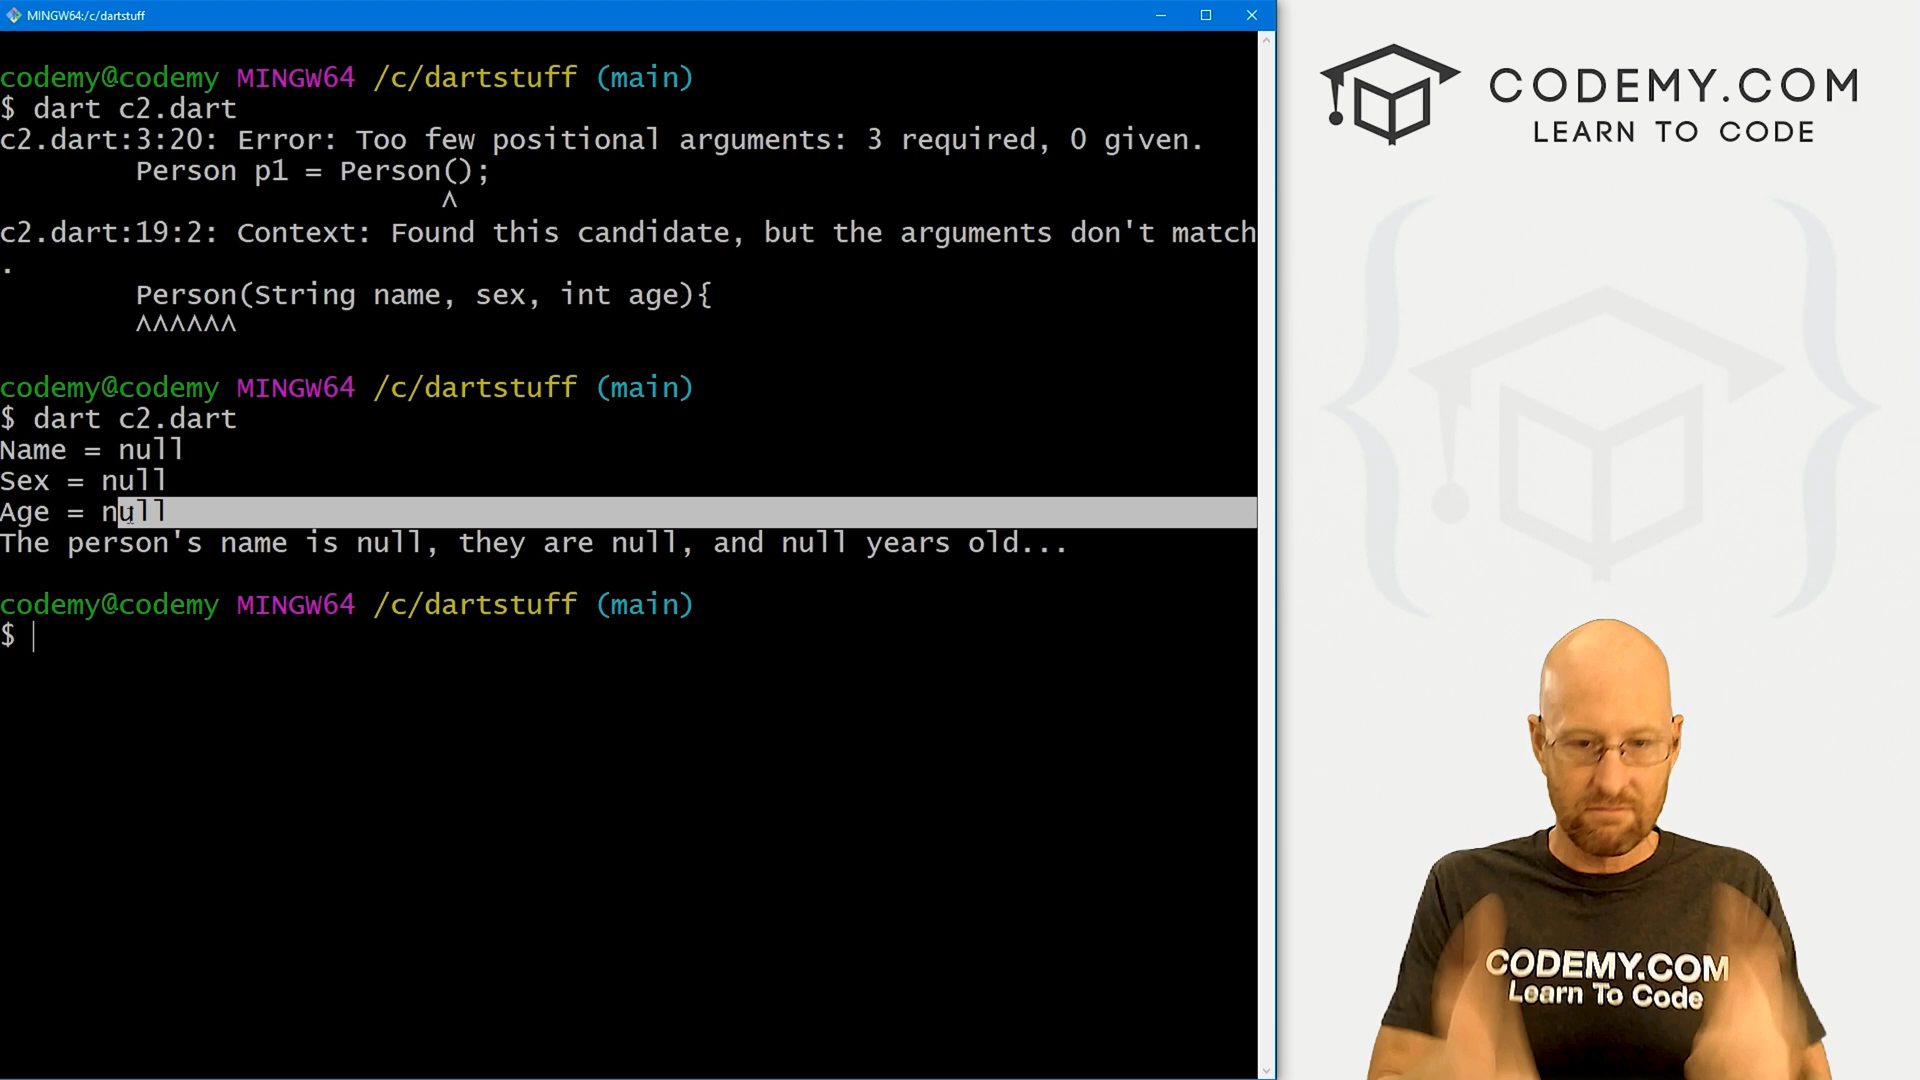 MINGW64:/c/dartstuff
codemy@codemy MINGW64 /c/dartstuff (main)
$ dart c2.dart
c2.dart:3:20: Error: Too few positional arguments: 3 required, 0 given.
        Person p1 = Person();
                          ^
c2.dart:19:2: Context: Found this candidate, but the arguments don't match
.
        Person(String name, sex, int age){
        ^^^^^^
codemy@codemy MINGW64 /c/dartstuff (main)
$ dart c2.dart
Name = null
Sex = null
Age = null
The person's name is null, they are null, and null years old...
codemy@codemy MINGW64 /c/dartstuff (main)
$
CODEMY.COM
LEARN TO CODE
CODEMY.COM
Learn To Code